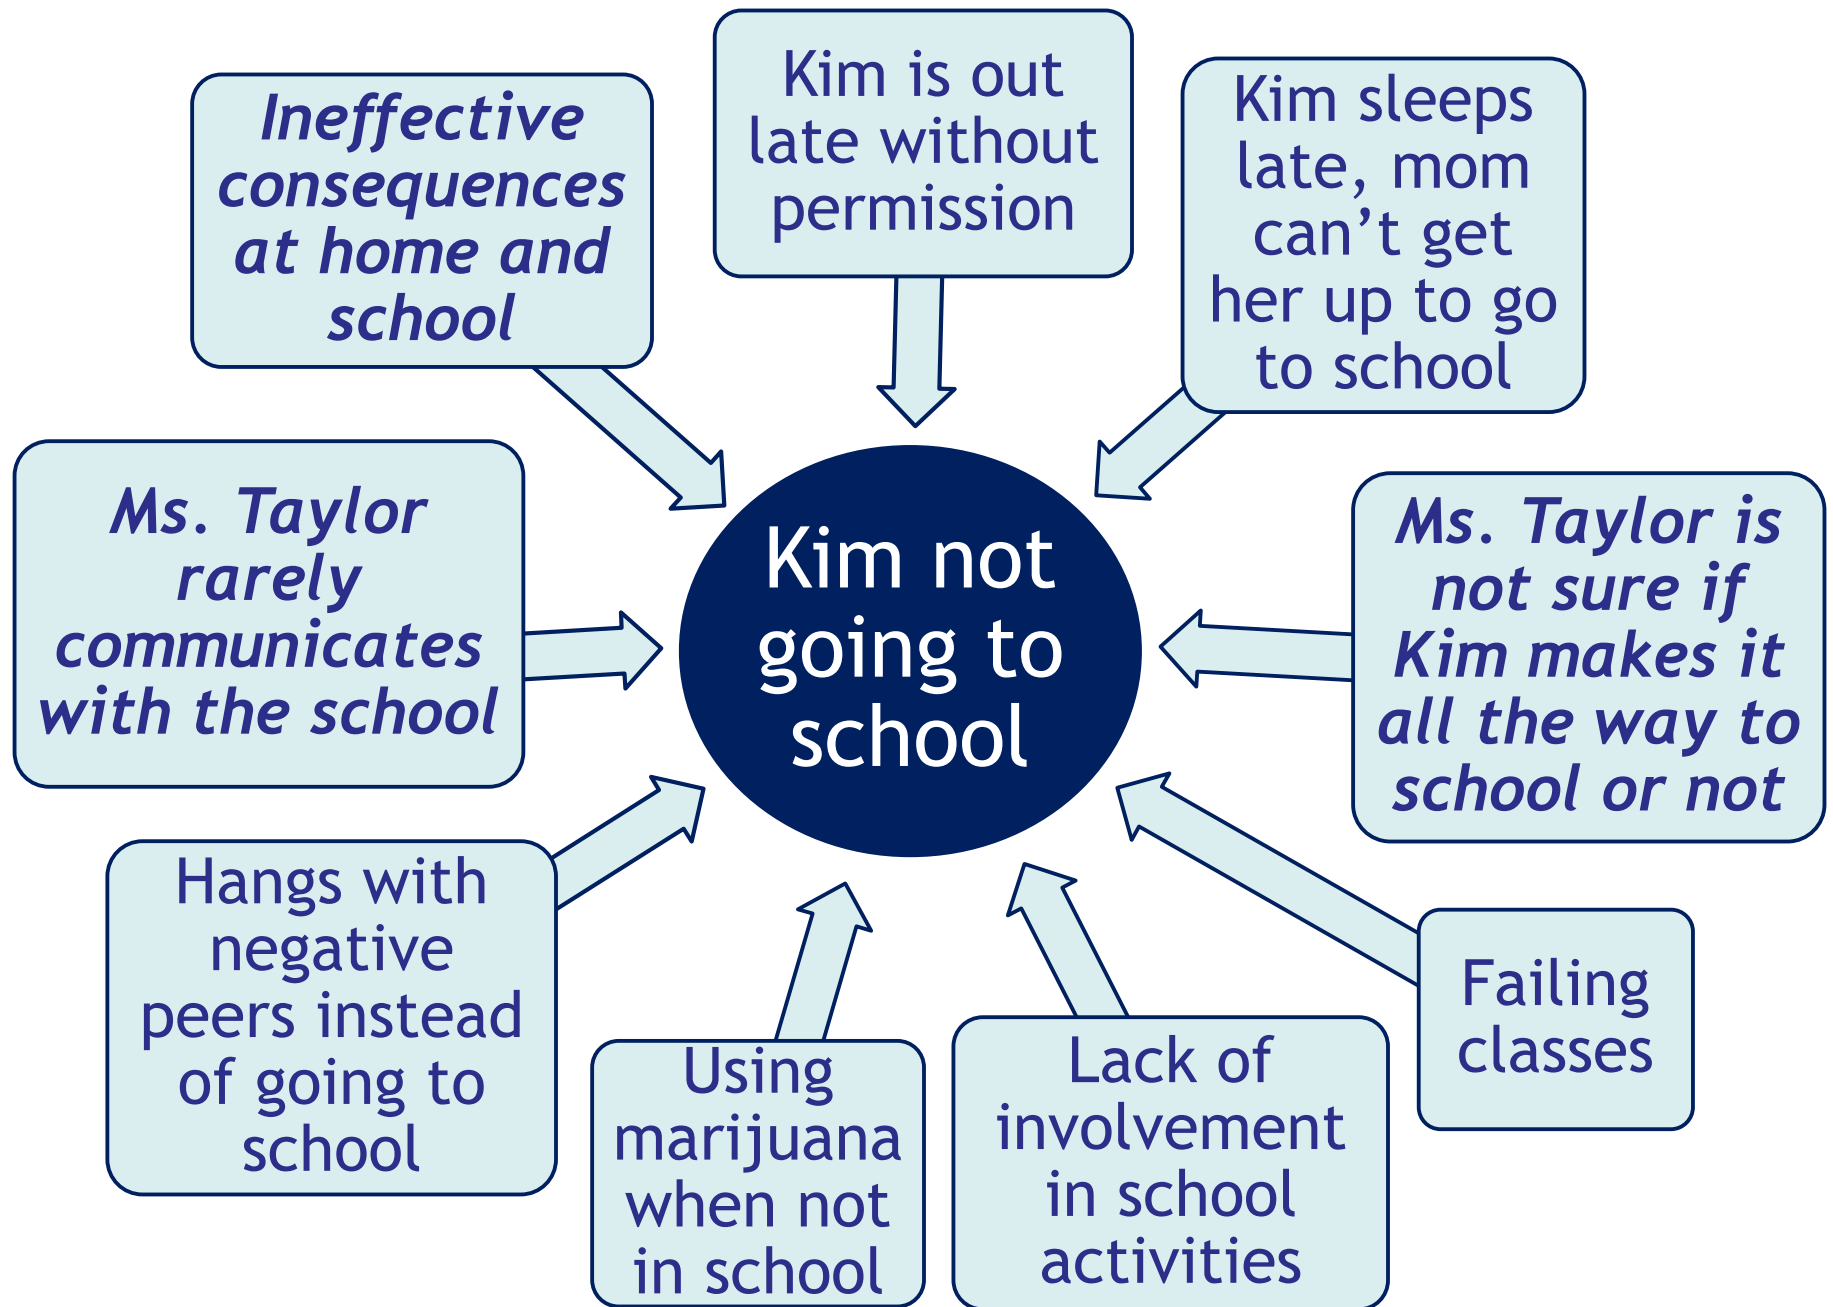 Kim is out
late without
permission
Ineffective
consequences
at home and
school
Kim sleeps
late, mom
can’t get
her up to go
to school
Ms. Taylor
rarely
communicates
with the school
Kim not
going to
school
Ms. Taylor is
not sure if
Kim makes it
all the way to
school or not
Hangs with
negative
peers instead
of going to
school
Using
marijuana
when not
in school
Lack of
involvement
in school
activities
Failing
classes